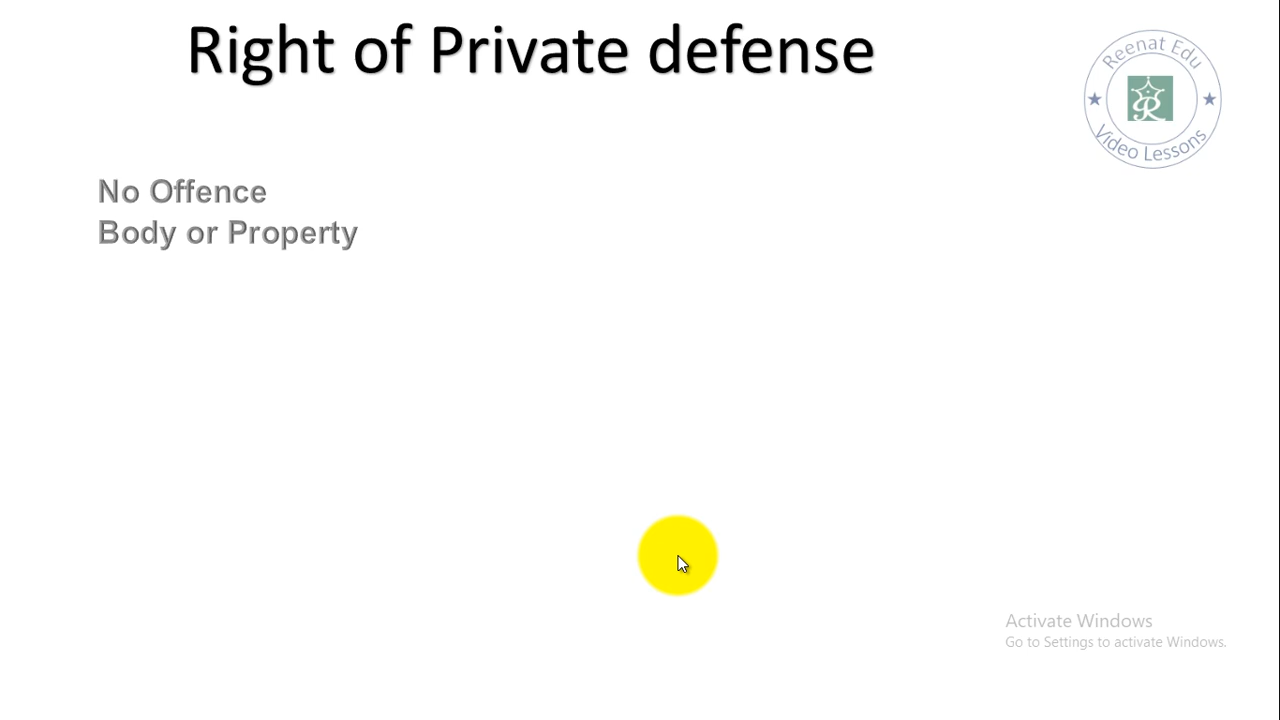 Right of Private defense
Reenat Edu
Video Lessons
R
No Offence
Body or Property
Activate Windows
Go to Settings to activate Windows.